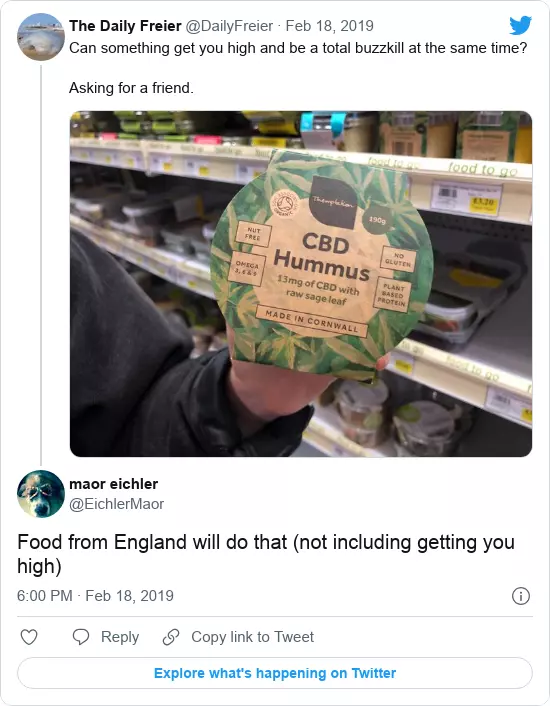 The Daily Freier @DailyFreier · Feb 18, 2019
Can something get you high and be a total buzzkill at the same time?
Asking for a friend.
food to go
food to go
£3.20
190g
ORGANIC
NUT
FREE
CBD
Hummus
NO
GLUTEN
OMEGA
3, 6 & 9
13mg of CBD with
raw sage leaf
PLANT
BASED
PROTEIN
MADE IN CORNWALL
food to go
food to go
maor eichler
@EichlerMaor
Food from England will do that (not including getting you
high)
6:00 PM · Feb 18, 2019
Reply
Copy link to Tweet
Explore what's happening on Twitter